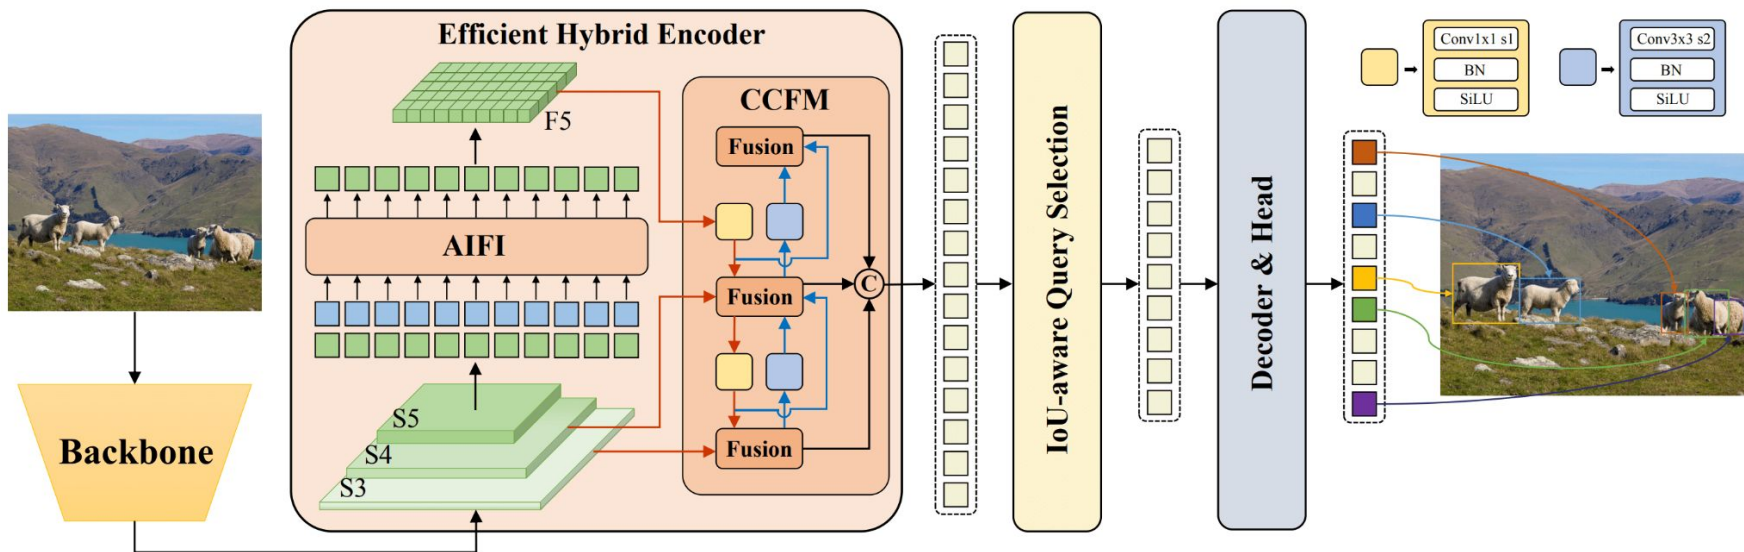 Efficient Hybrid Encoder
F5
AIFI
S5
S4
S3
Backbone
CCFM
Fusion
Fusion
Fusion
C
IoU-aware Query Selection
Decoder & Head
Conv1x1 s1
BN
SiLU
Conv3x3 s2
BN
SiLU